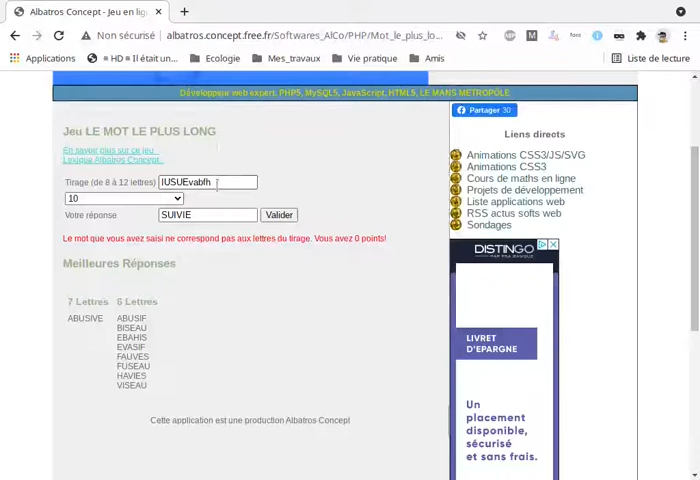 Albatros Concept - Jeu en lig
Non sécurisé
albatros.concept.free.fr/Softwares_AlCo/PHP/Mot_le_plus_lo...
Applications
≡ HD ≡ Il était un...
Ecologie
Mes_travaux
Vie pratique
Amis
Liste de lecture
Développeur web expert. PHP5, MySQL5, JavaScript, HTML5, LE MANS METROPOLE
Jeu LE MOT LE PLUS LONG
En savoir plus sur ce jeu
Lexique Albatros Concept.
Tirage (de 8 à 12 lettres) IUSUEvabfh
10
Votre réponse SUIVIE Valider
Le mot que vous avez saisi ne correspond pas aux lettres du tirage. Vous avez 0 points!
Meilleures Réponses
7 Lettres 6 Lettres
ABUSIVE ABUSIF
BISEAU
EBAHIS
EVASIF
FAUVES
FUSEAU
HAVIES
VISEAU
Cette application est une production Albatros Concept
Partager 30
Liens directs
Animations CSS3/JS/SVG
Animations CSS3
Cours de maths en ligne
Projets de développement
Liste applications web
RSS actus softs web
Sondages
DISTINGO
LIVRET
D'EPARGNE
Un
placement
disponible,
sécurisé
et sans frais.